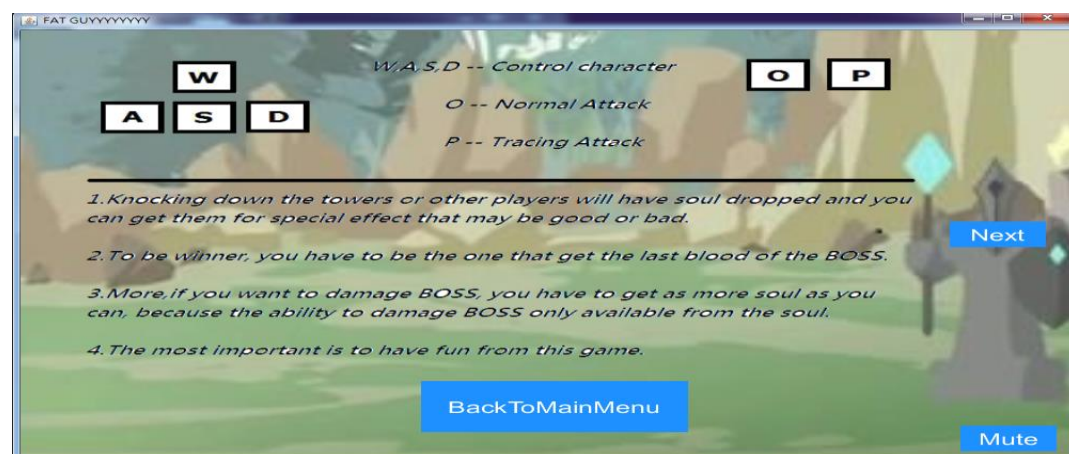 FAT GUYYYYYYYY
W
A S D
W,A,S,D -- Control character
O P
O -- Normal Attack
P -- Tracing Attack
1.Knocking down the towers or other players will have soul dropped and you
can get them for special effect that may be good or bad.
Next
2.To be winner, you have to be the one that get the last blood of the BOSS.
3.More,if you want to damage BOSS, you have to get as more soul as you
can, because the ability to damage BOSS only available from the soul.
4.The most important is to have fun from this game.
BackToMainMenu
Mute